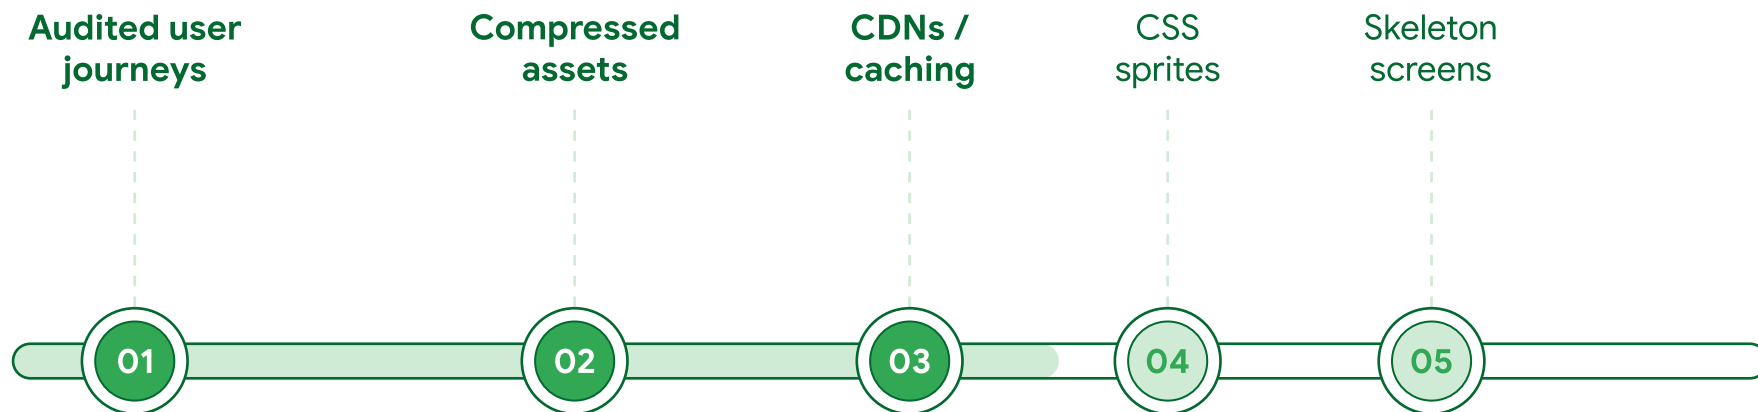 Audited user
journeys
Compressed
assets
CDNs /
caching
CSS
sprites
Skeleton
screens
01
02
03
04
05